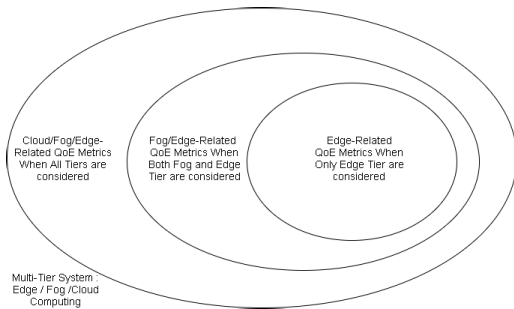 Cloud/Fog/Edge-
Related QoE Metrics
When All Tiers are
considered
Fog/Edge-Related
QoE Metrics When
Both Fog and Edge
Tier are considered
Edge-Related
QoE Metrics When
Only Edge Tier are
considered
Multi-Tier System :
Edge / Fog /Cloud
Computing